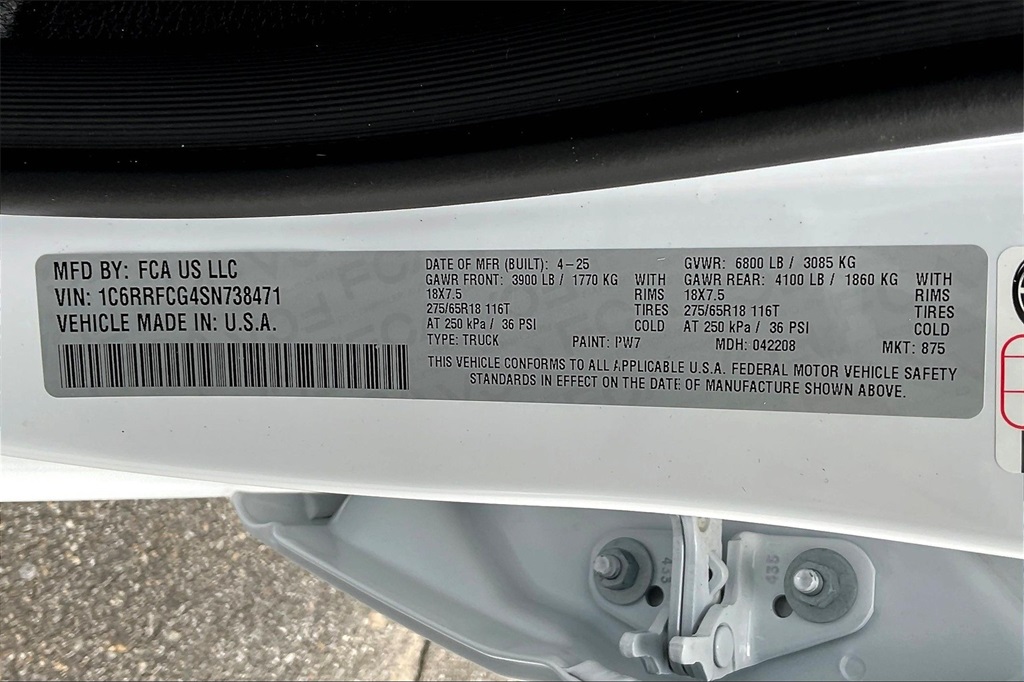 MFD BY: FCA US LLC
VIN: 1C6RRFCG4SN738471
VEHICLE MADE IN: U.S.A.
DATE OF MFR (BUILT): 4-25 GVWR: 6800 LB / 3085 KG
GAWR FRONT: 3900 LB / 1770 KG WITH GAWR REAR: 4100 LB / 1860 KG WITH
18X7.5 RIMS 18X7.5 RIMS
275/65R18 116T TIRES 275/65R18 116T TIRES
AT 250 kPa / 36 PSI COLD AT 250 kPa / 36 PSI COLD
TYPE: TRUCK PAINT: PW7 MDH: 042208 MKT: 875
THIS VEHICLE CONFORMS TO ALL APPLICABLE U.S.A. FEDERAL MOTOR VEHICLE SAFETY
STANDARDS IN EFFECT ON THE DATE OF MANUFACTURE SHOWN ABOVE.
433